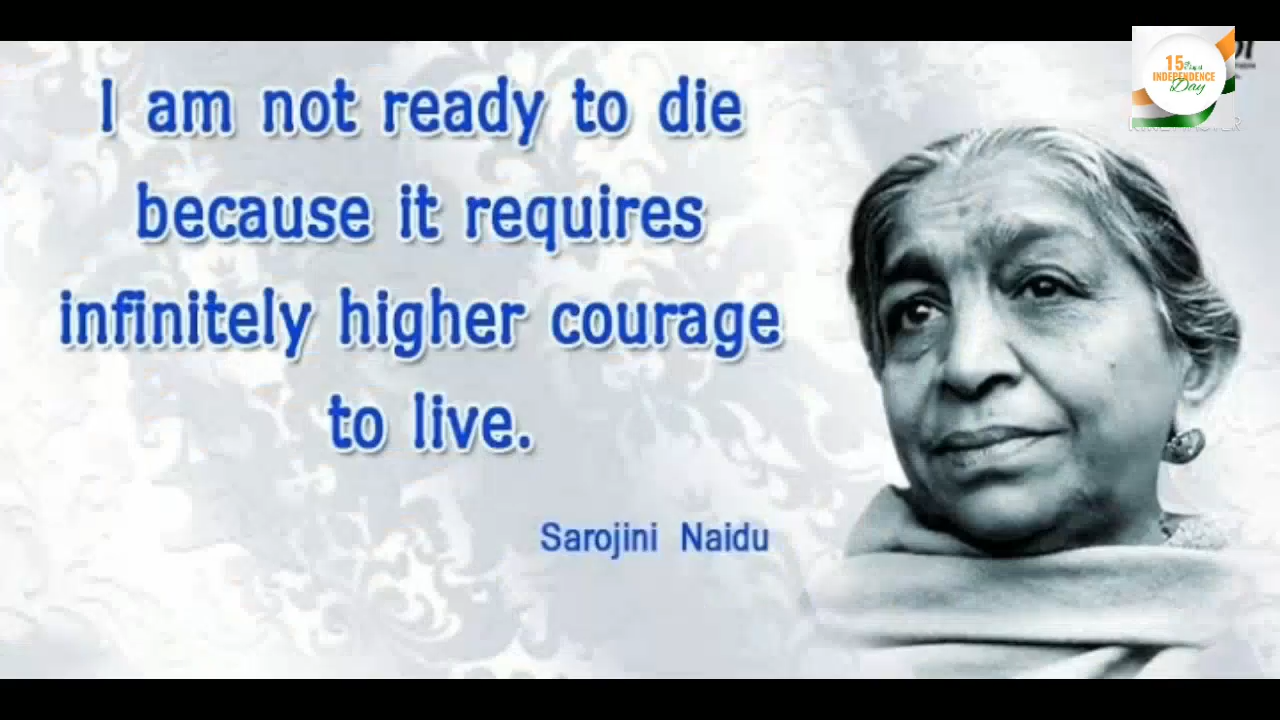 I am not ready to die
because it requires
infinitely higher courage
to live.
Sarojini Naidu
15
INDEPENDENCE
Day